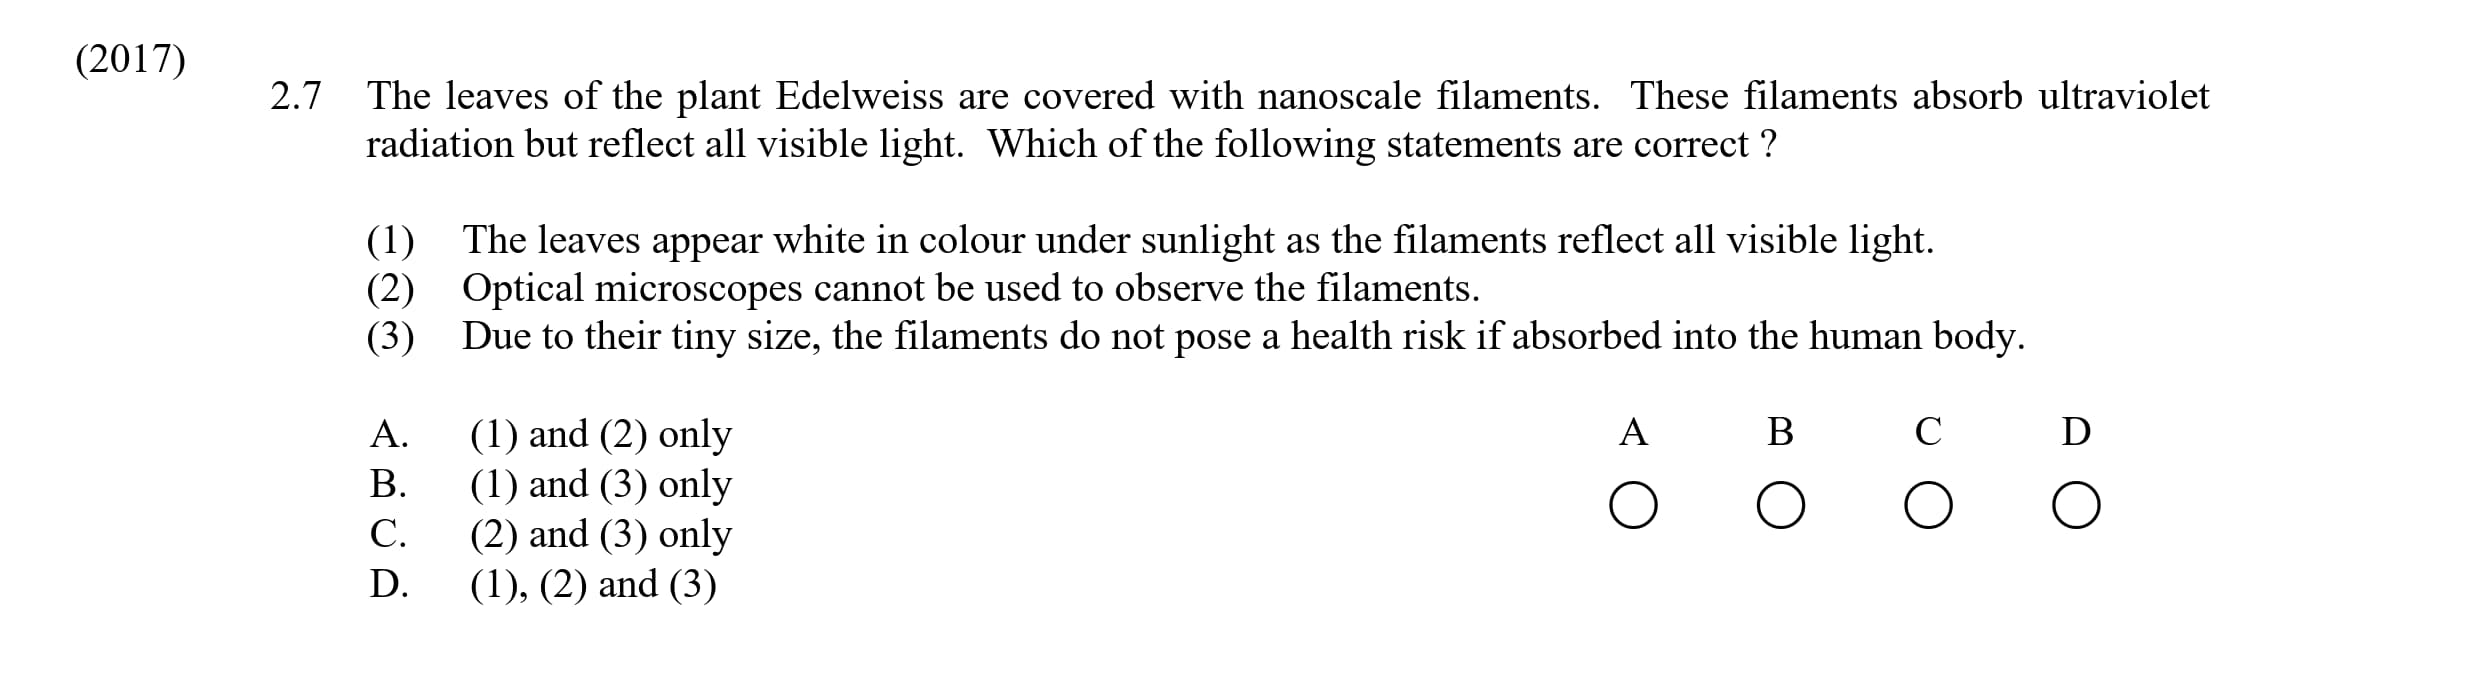 (2017)
2.7 The leaves of the plant Edelweiss are covered with nanoscale filaments. These filaments absorb ultraviolet
radiation but reflect all visible light. Which of the following statements are correct ?
(1) The leaves appear white in colour under sunlight as the filaments reflect all visible light.
(2) Optical microscopes cannot be used to observe the filaments.
(3) Due to their tiny size, the filaments do not pose a health risk if absorbed into the human body.
A. (1) and (2) only
B. (1) and (3) only
C. (2) and (3) only
D. (1), (2) and (3)
A B C D